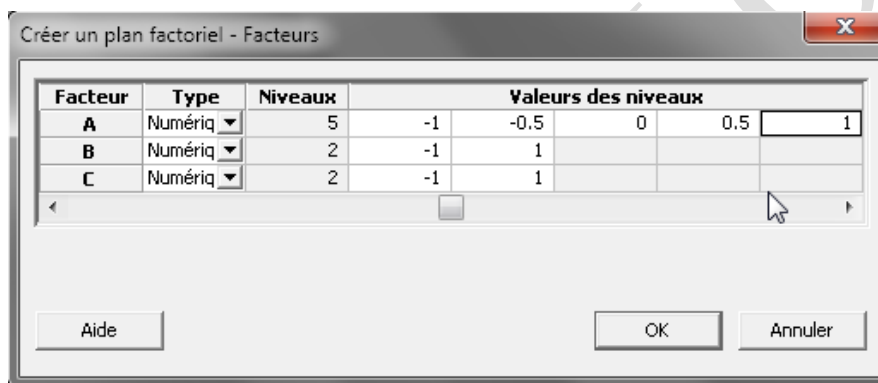 Créer un plan factoriel - Facteurs
Facteur Type Niveaux Valeurs des niveaux
A Numériq 5 -1 -0.5 0 0.5 1
B Numériq 2 -1 1
C Numériq 2 -1 1
Aide OK Annuler